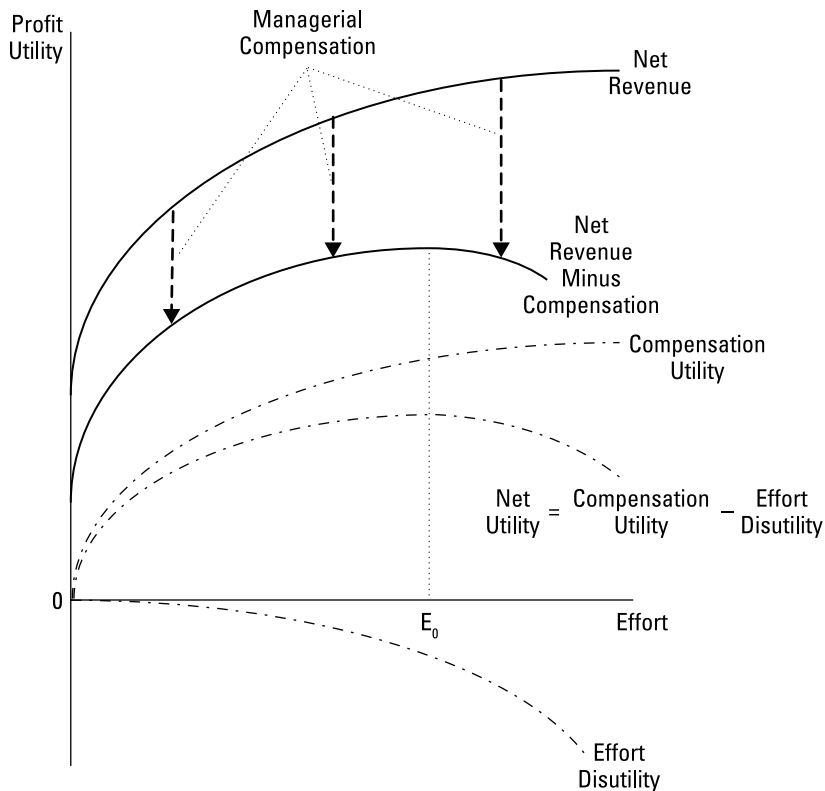 Profit
Utility
Managerial
Compensation
Net
Revenue
Net
Revenue
Minus
Compensation
Compensation
Utility
Net
Utility
=
Compensation
Utility
–
Effort
Disutility
0
E₀
Effort
Effort
Disutility